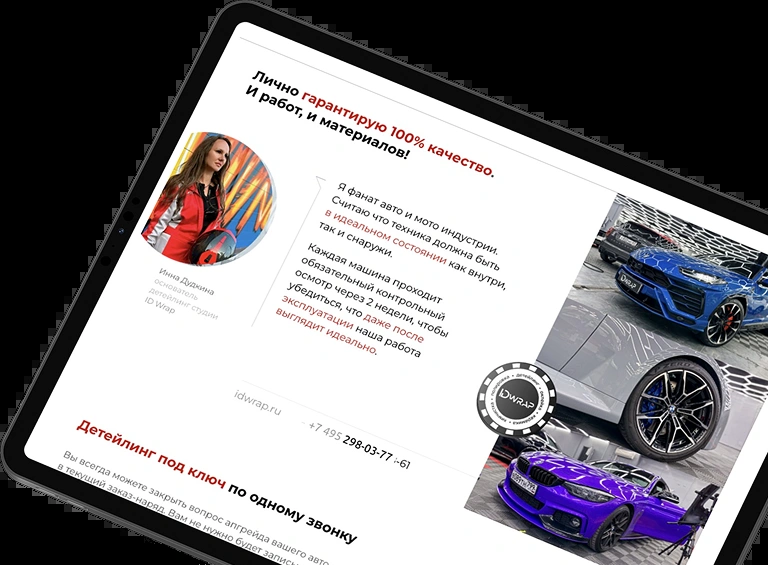 Лично гарантирую 100% качество.
И работ, и материалов!
Я фанат авто и мото индустрии.
Считаю что техника должна быть
в идеальном состоянии как внутри,
так и снаружи.
Каждая машина проходит
обязательный контрольный
осмотр через 2 недели, чтобы
убедиться, что даже после
эксплуатации наша работа
выглядит идеально.
Инна Дудкина
основатель
детейлинг студии
ID Wrap
IDWRAP
idwrap.ru
+7 495 298-03-77
-61
Детейлинг под ключ по одному звонку
Вы всегда можете закрыть вопрос апгрейда вашего авто
в текущий заказ-наряд. Вам не нужно будет